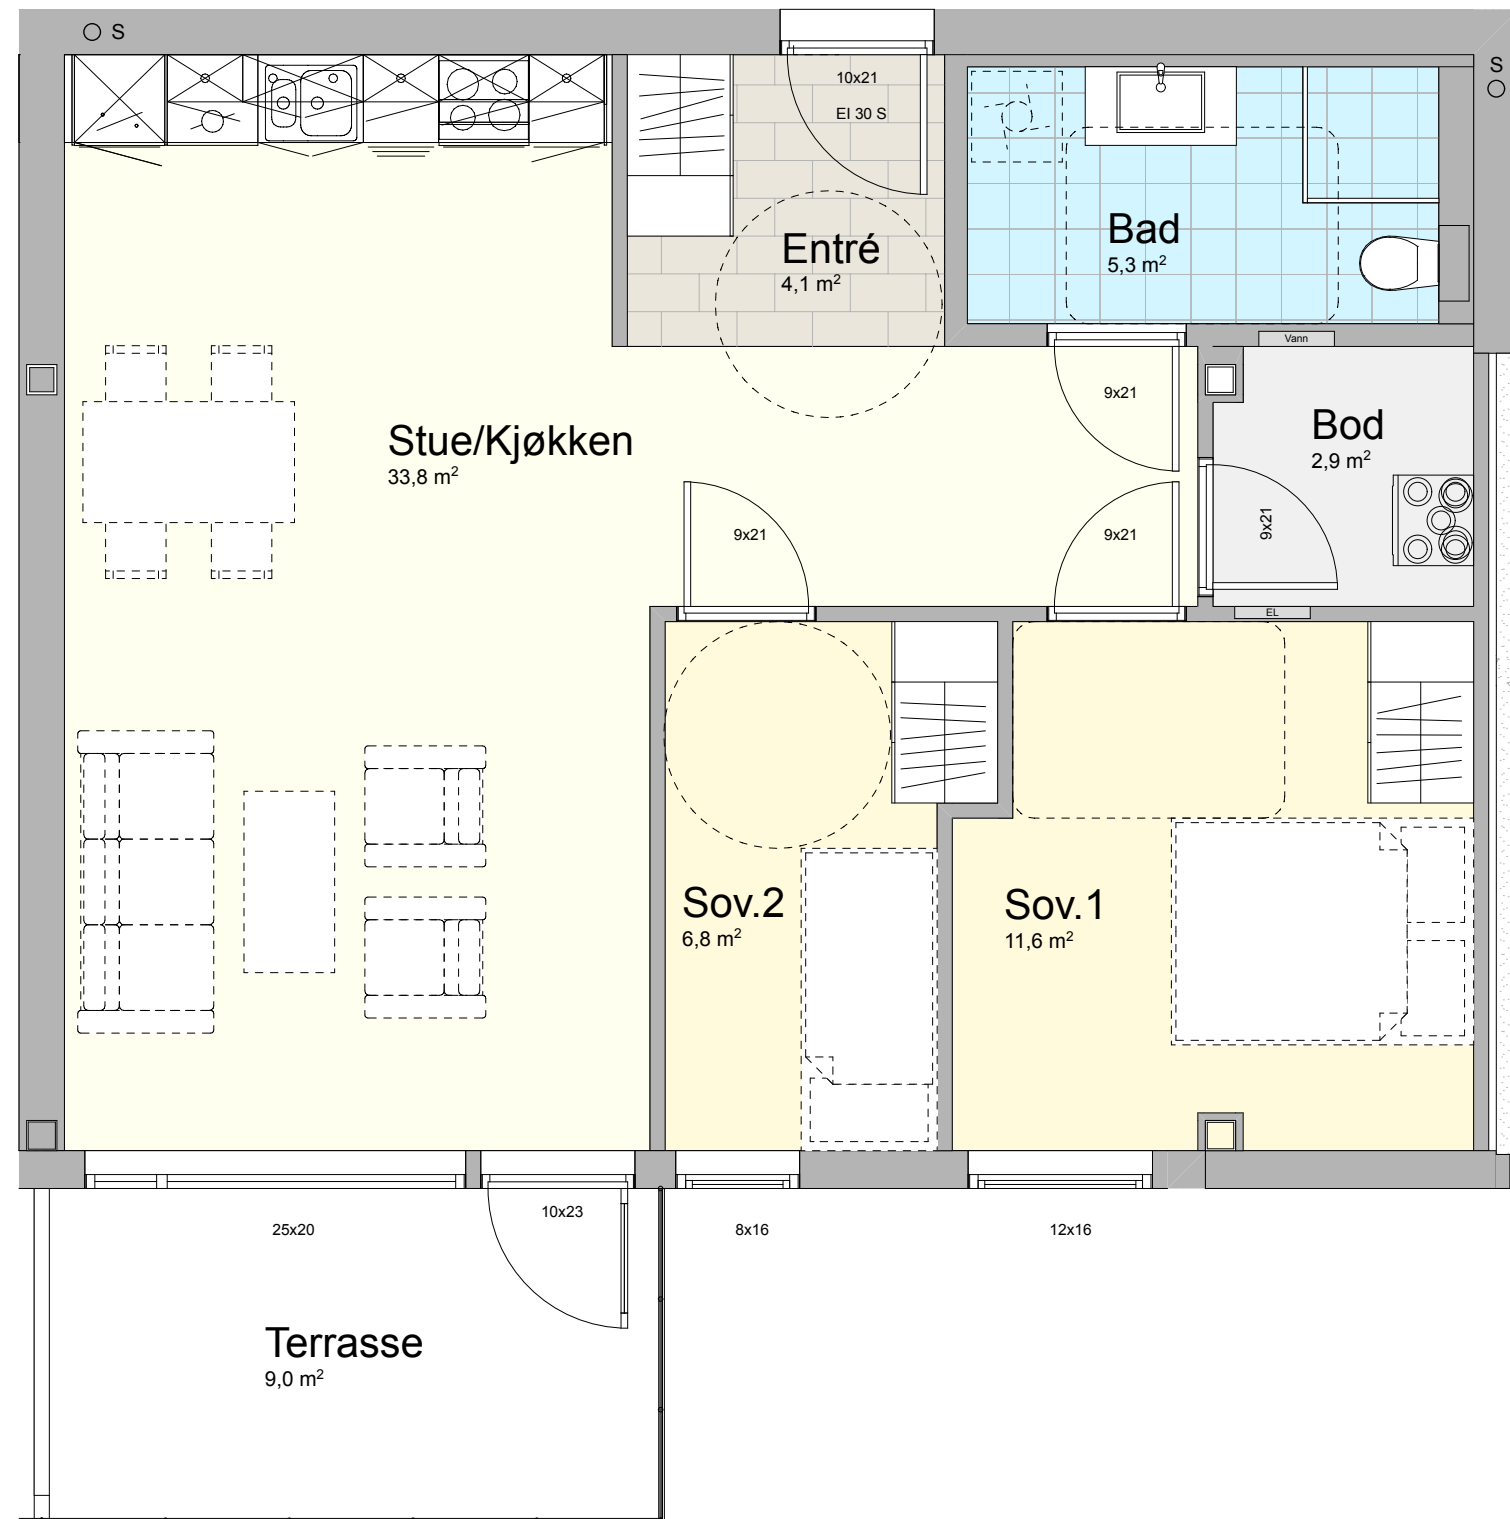 S
S
10x21
EI 30 S
Entré
4,1 m²
Bad
5,3 m²
Vann
9x21
Stue/Kjøkken
33,8 m²
Bod
2,9 m²
9x21
9x21
9x21
EL
Sov.2
6,8 m²
Sov.1
11,6 m²
10x23
25x20
8x16
12x16
Terrasse
9,0 m²